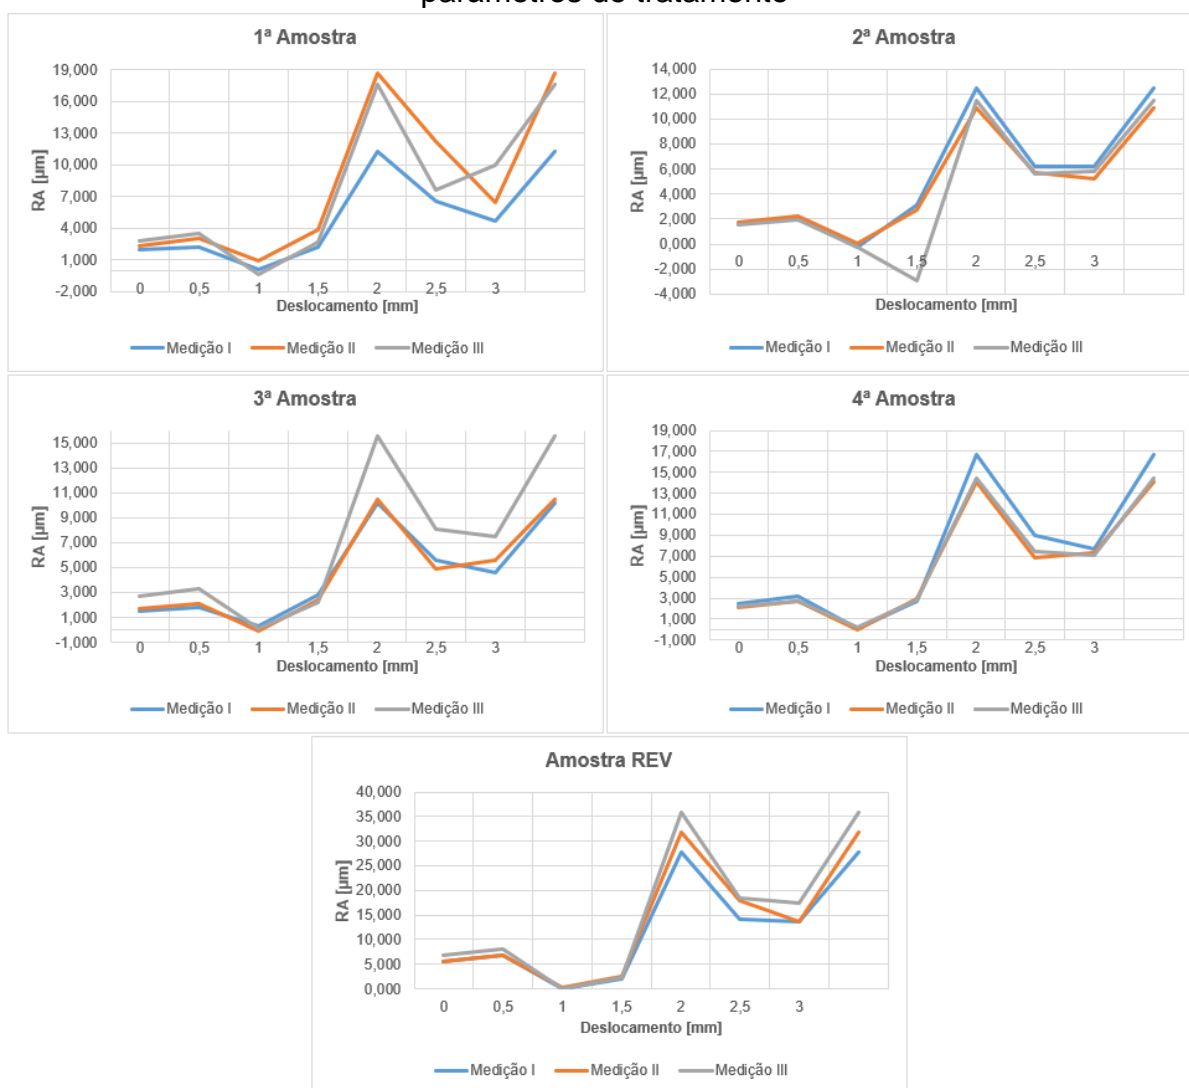 parâmetros de tratamento
1ª Amostra
19,000
16,000
13,000
10,000
7,000
4,000
1,000
-2,000
RA [µm]
0 0,5 1 1,5 2 2,5 3
Deslocamento [mm]
Medição I Medição II Medição III
2ª Amostra
14,000
12,000
10,000
8,000
6,000
4,000
2,000
0,000
-2,000
-4,000
RA [µm]
0 0,5 1 1,5 2 2,5 3
Deslocamento [mm]
Medição I Medição II Medição III
3ª Amostra
15,000
13,000
11,000
9,000
7,000
5,000
3,000
1,000
-1,000
RA [µm]
0 0,5 1 1,5 2 2,5 3
Deslocamento [mm]
Medição I Medição II Medição III
4ª Amostra
19,000
17,000
15,000
13,000
11,000
9,000
7,000
5,000
3,000
1,000
-1,000
RA [µm]
0 0,5 1 1,5 2 2,5 3
Deslocamento [mm]
Medição I Medição II Medição III
Amostra REV
40,000
35,000
30,000
25,000
20,000
15,000
10,000
5,000
0,000
RA [µm]
0 0,5 1 1,5 2 2,5 3
Deslocamento [mm]
Medição I Medição II Medição III